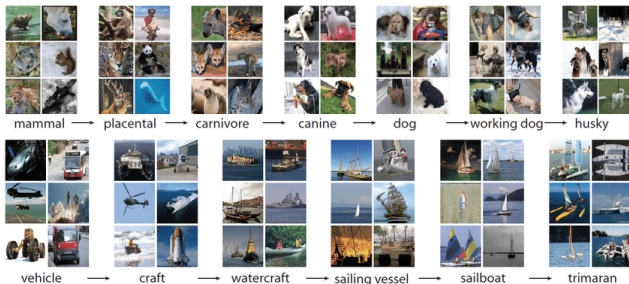 mammal → placental → carnivore → canine → dog → working dog → husky
vehicle → craft → watercraft → sailing vessel → sailboat → trimaran